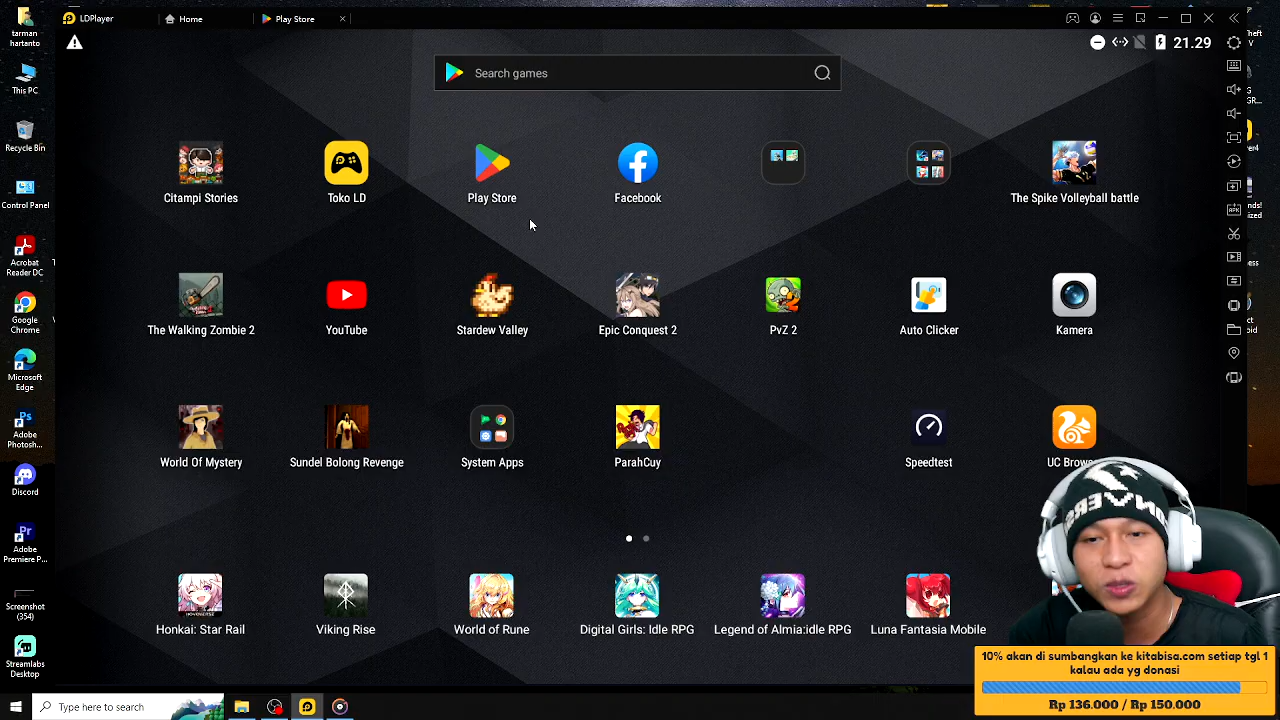 tarman
hartanto
This PC
Recycle Bin
Control Panel
Acrobat
Reader DC
Google
Chrome
Microsoft
Edge
Adobe
Photosh...
Discord
Adobe
Premiere P...
Screenshot
(354)
Streamlabs
Desktop
LDPlayer
Home
Play Store
21.29
Search games
Citampi Stories
Toko LD
Play Store
Facebook
The Spike Volleyball battle
The Walking Zombie 2
YouTube
Stardew Valley
Epic Conquest 2
PvZ 2
Auto Clicker
Kamera
World Of Mystery
Sundel Bolong Revenge
System Apps
ParahCuy
Speedtest
UC Brow
Honkai: Star Rail
Viking Rise
World of Rune
Digital Girls: Idle RPG
Legend of Almia:idle RPG
Luna Fantasia Mobile
10% akan di sumbangkan ke kitabisa.com setiap tgl 1
kalau ada yg donasi
Rp 136.000 / Rp 150.000
Type here to search